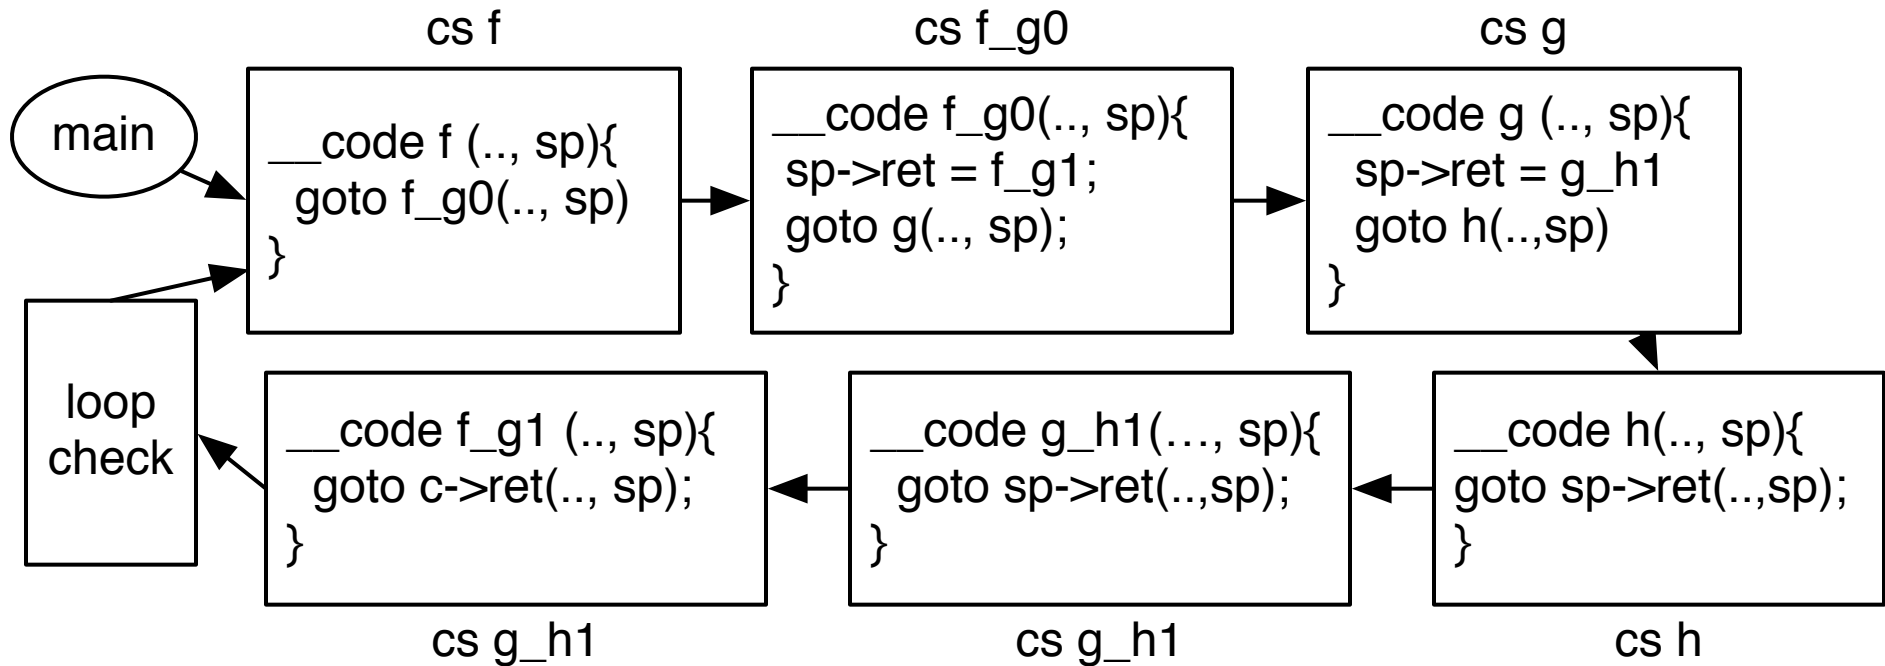 cs f
cs f_g0
cs g
main
__code f (.., sp){
goto f_g0(.., sp)
}
__code f_g0(.., sp){
sp->ret = f_g1;
goto g(.., sp);
}
__code g (.., sp){
sp->ret = g_h1
goto h(..,sp)
}
loop
check
__code f_g1 (.., sp){
goto c->ret(.., sp);
}
__code g_h1(..., sp){
goto sp->ret(..,sp);
}
__code h(.., sp){
goto sp->ret(..,sp);
}
cs g_h1
cs g_h1
cs h